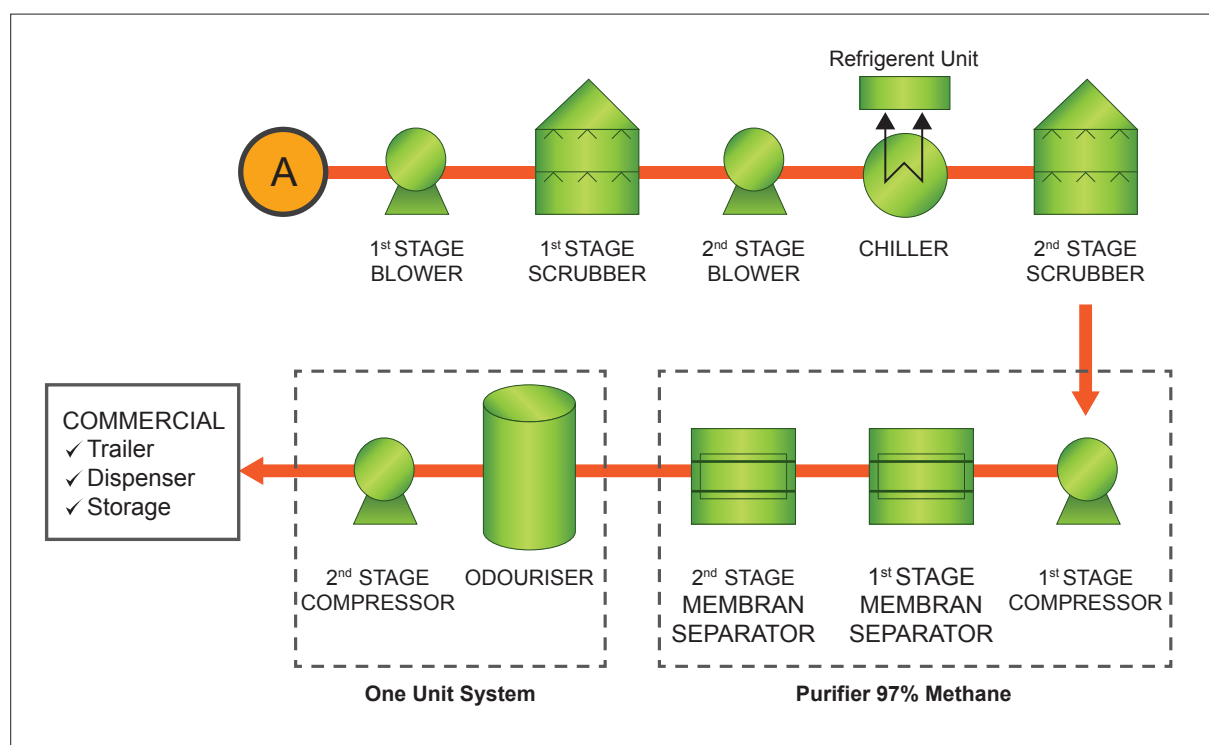 Refrigerent Unit
A
1st STAGE
BLOWER
1st STAGE
SCRUBBER
2nd STAGE
BLOWER
CHILLER
2nd STAGE
SCRUBBER
COMMERCIAL
✓ Trailer
✓ Dispenser
✓ Storage
2nd STAGE
COMPRESSOR
ODOURISER
2nd STAGE
MEMBRAN
SEPARATOR
1st STAGE
MEMBRAN
SEPARATOR
1st STAGE
COMPRESSOR
One Unit System
Purifier 97% Methane